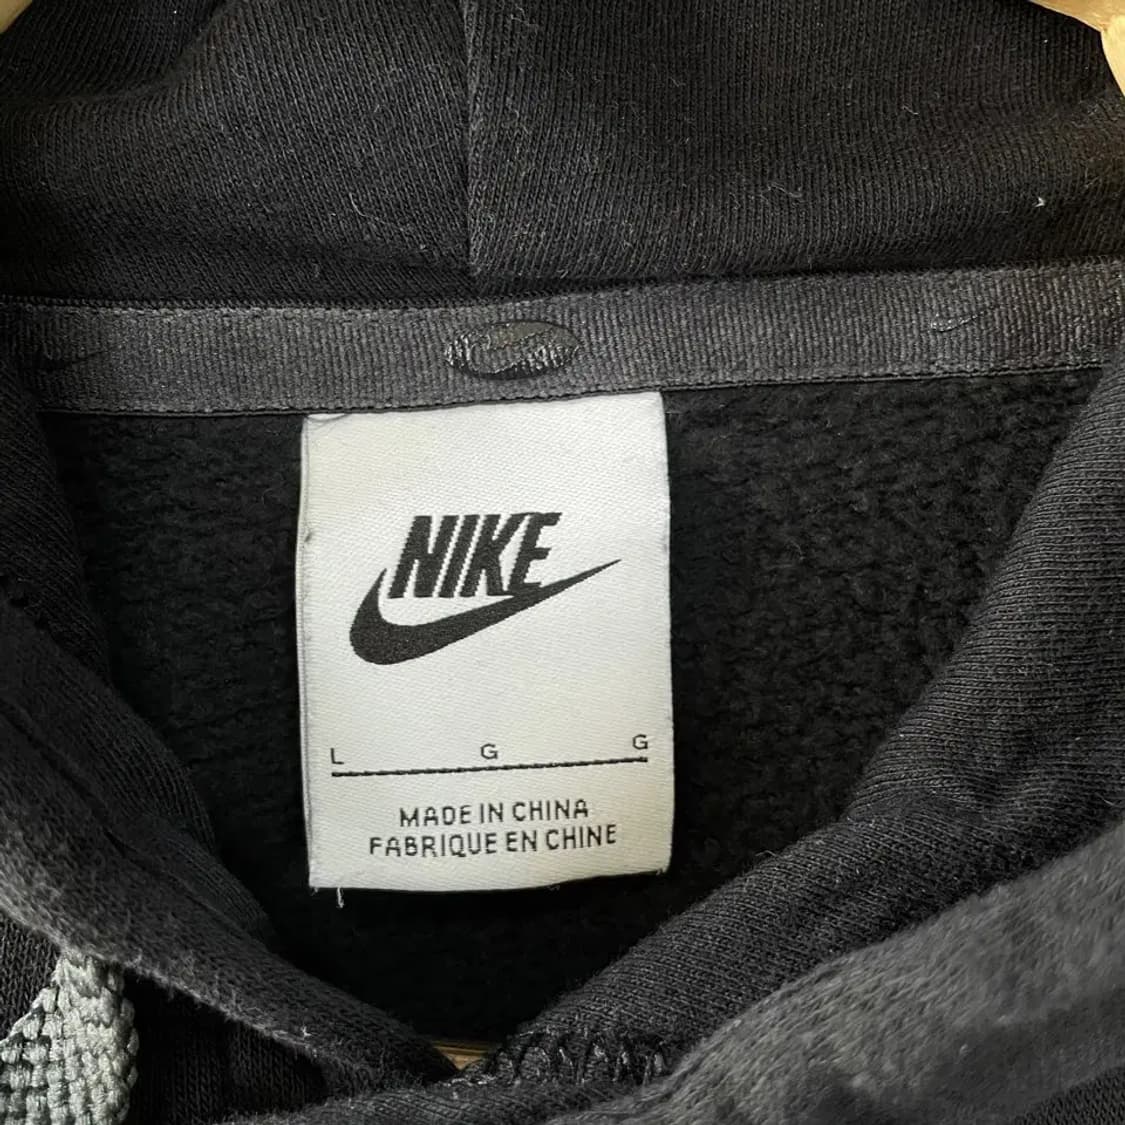 NIKE
L G G
MADE IN CHINA
FABRIQUE EN CHINE